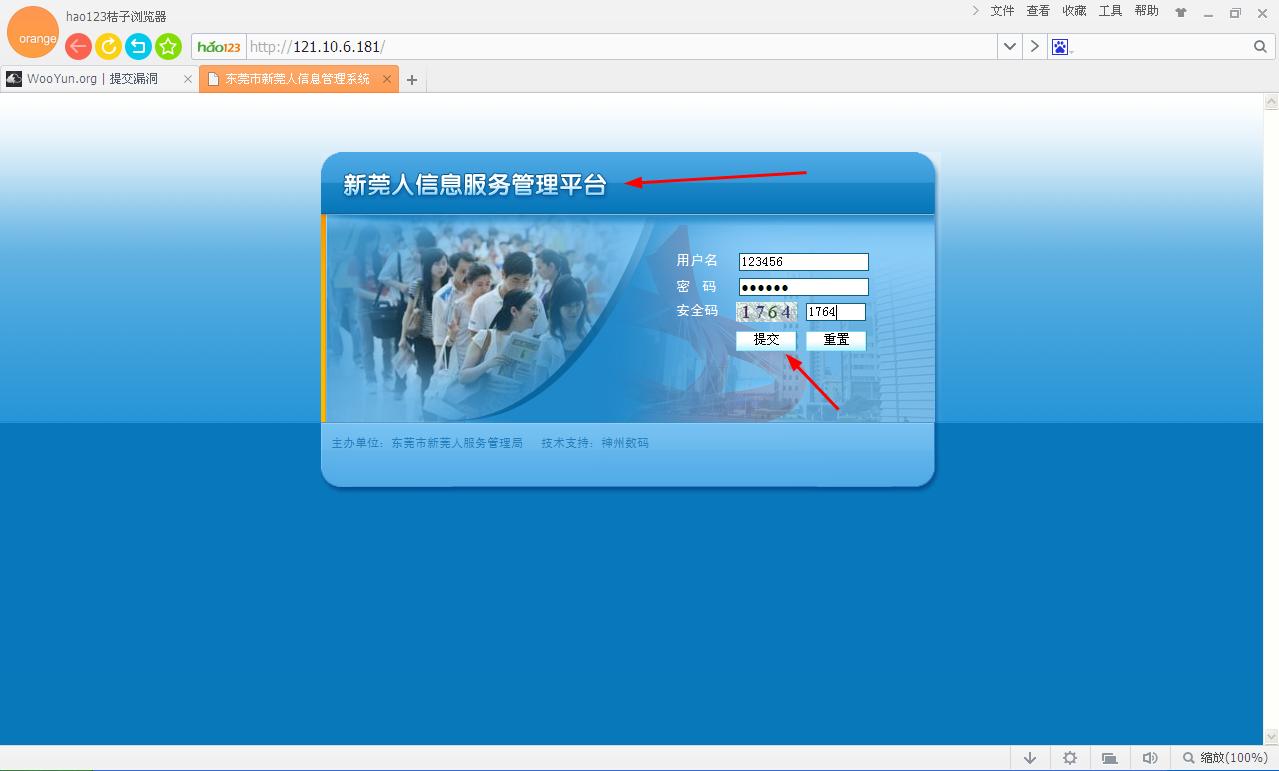 hao123桔子浏览器
文件 查看 收藏 工具 帮助
orange
hao123 http://121.10.6.181/
WooYun.org | 提交漏洞
东莞市新莞人信息管理系统
新莞人信息服务管理平台
用户名 123456
密 码 ●●●●●●
安全码 1764 1764
提交 重置
主办单位：东莞市新莞人服务管理局 技术支持：神州数码
缩放(100%)